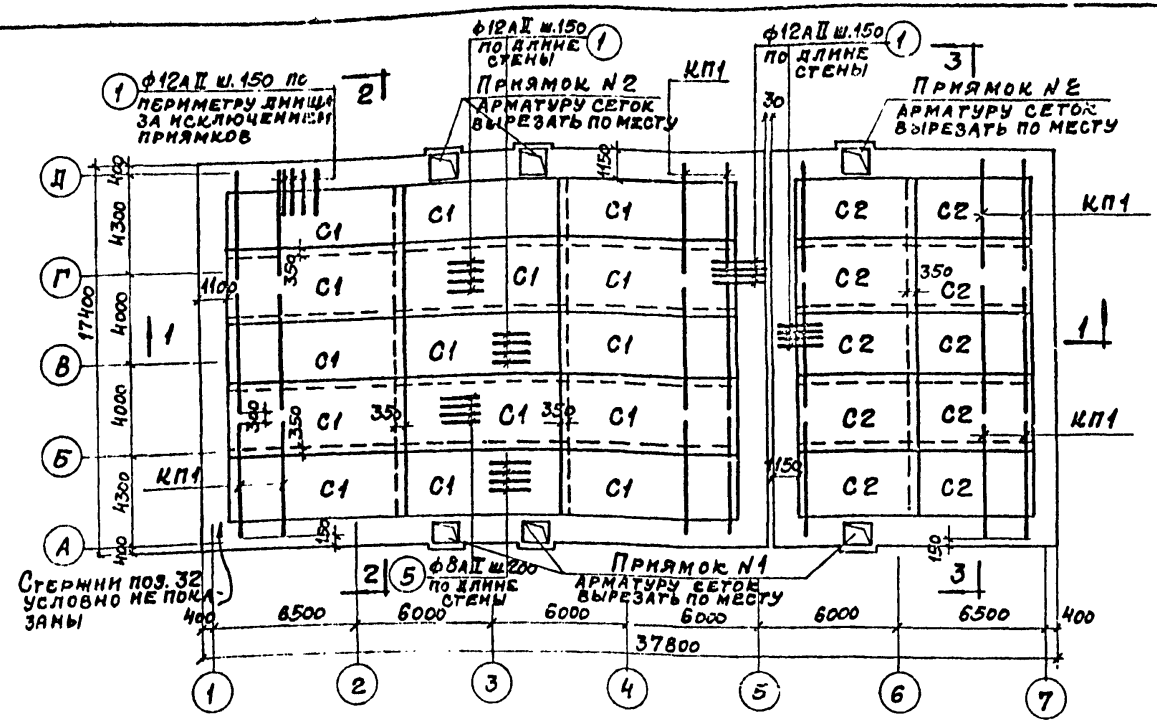 ф12АII ш.150
ПО ДЛИНЕ
СТЕНЫ
1
ф12АII ш.150
ПО ДЛИНЕ
СТЕНЫ
1
3
1
ф12АII ш.150 ПО
ПЕРИМЕТРУ ДНИЩА
ЗА ИСКЛЮЧЕНИЕМ
ПРИЯМКОВ
2
ПРИЯМОК N2
АРМАТУРУ СЕТОК
ВЫРЕЗАТЬ ПО МЕСТУ
КП1
30
ПРИЯМОК N2
АРМАТУРУ СЕТОК
ВЫРЕЗАТЬ ПО МЕСТУ
Д
400
1150
С1 С1 С1 С2 С2
КП1
4300
Г
350
1100
С1 С1 С1 С2 С2
350
17400
4000
1
С1 С1 С1 С2 С2
1
В
4000
300
350
350
350
С1 С1 С1 С2 С2
КП1
Б
4300
КП1
1150
С1 С1 С1 С2 С2
А
400
150
150
СТЕРЖНИ ПОЗ. 32
УСЛОВНО НЕ ПОКА-
ЗАНЫ
2
5
ф8АII ш.200
ПО ДЛИНЕ
СТЕНЫ
ПРИЯМОК N1
АРМАТУРУ СЕТОК
ВЫРЕЗАТЬ ПО МЕСТУ
3
400 6500 6000 6000 6000 6000 6500 400
37800
1 2 3 4 5 6 7